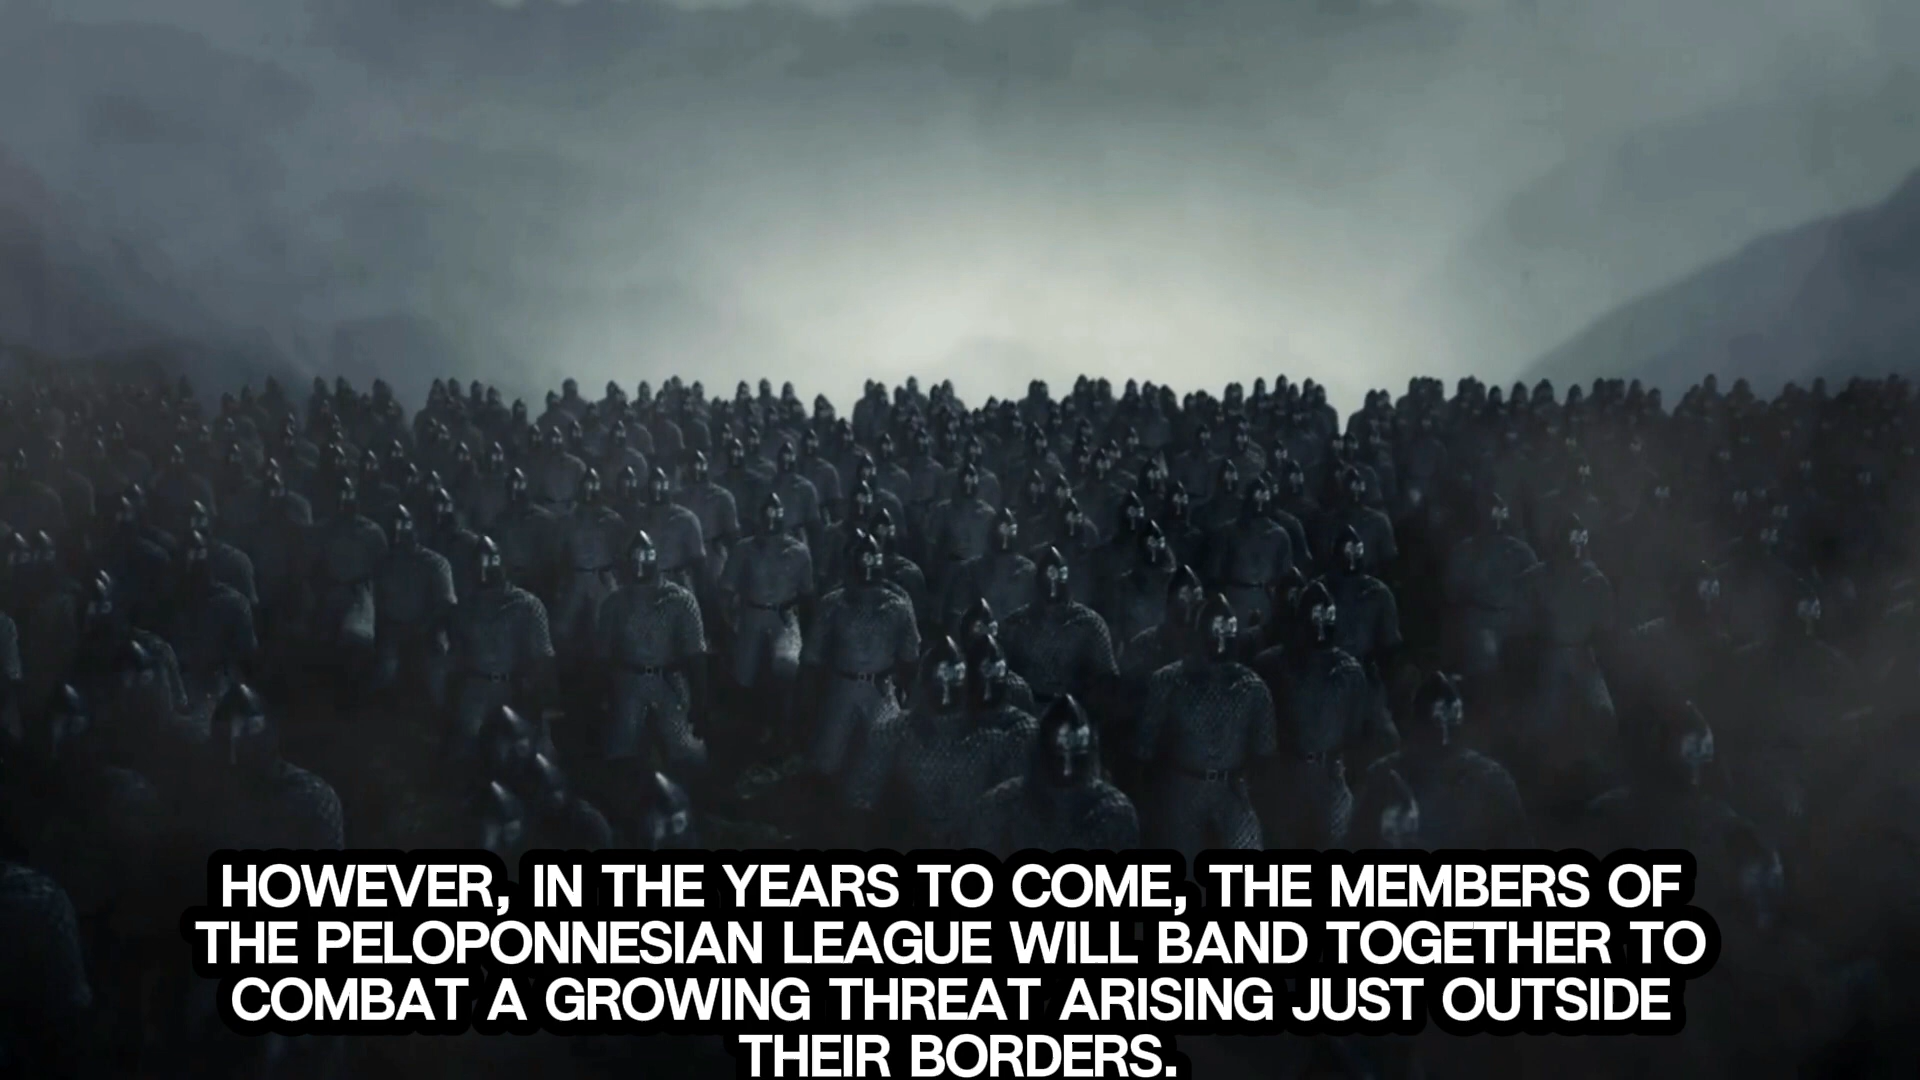 HOWEVER, IN THE YEARS TO COME, THE MEMBERS OF
THE PELOPONNESIAN LEAGUE WILL BAND TOGETHER TO
COMBAT A GROWING THREAT ARISING JUST OUTSIDE
THEIR BORDERS.